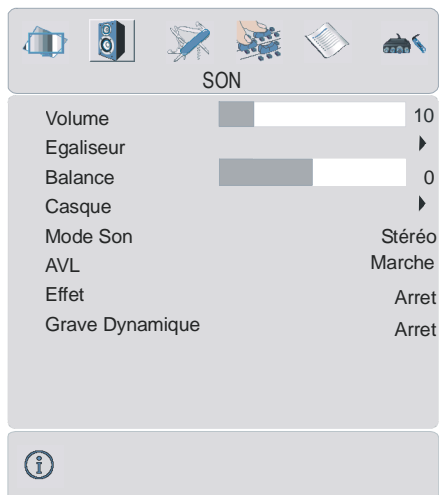 SON
Volume 10
Egaliseur
Balance 0
Casque
Mode Son Stéréo
AVL Marche
Effet Arret
Grave Dynamique Arret